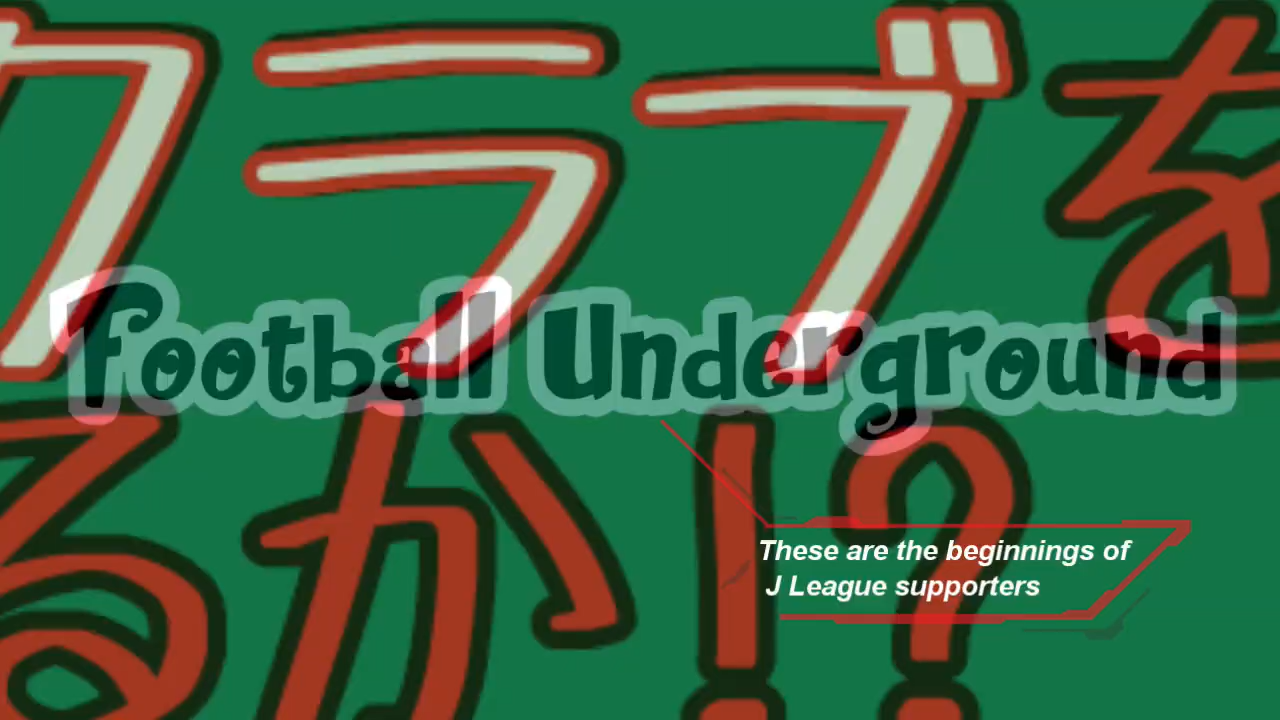 クラブを
Football Underground
るか!?
These are the beginnings of
J League supporters